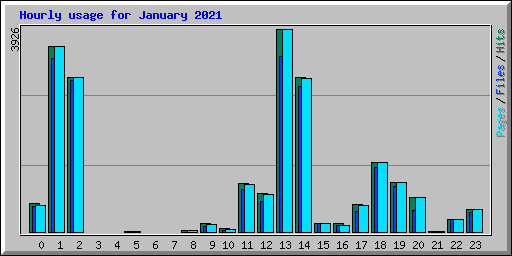 Hourly usage for January 2021
3926
Pages/Files/Hits
0 1 2 3 4 5 6 7 8 9 10 11 12 13 14 15 16 17 18 19 20 21 22 23